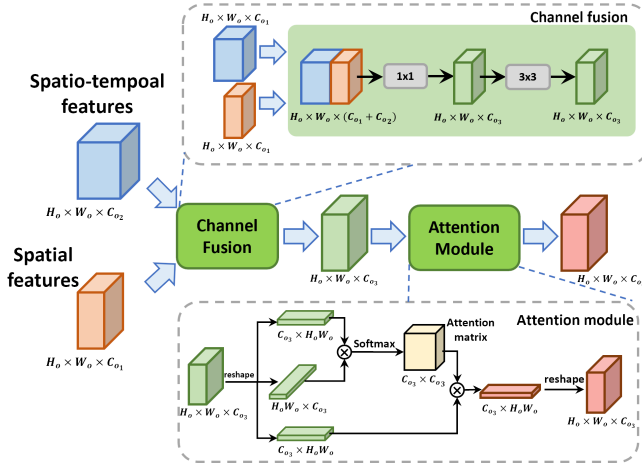 H_o × W_o × C_{o_1}
Channel fusion
1x1
3x3
H_o × W_o × (C_{o_1} + C_{o_2})
H_o × W_o × C_{o_3}
H_o × W_o × C_{o_3}
H_o × W_o × C_{o_1}
Spatio-tempoal
features
H_o × W_o × C_{o_2}
Channel
Fusion
Attention
Module
H_o × W_o × C_{o_3}
H_o × W_o × C_o
Spatial
features
H_o × W_o × C_{o_1}
Attention module
C_{o_3} × H_oW_o
Softmax
Attention
matrix
reshape
H_oW_o × C_{o_3}
C_{o_3} × C_{o_3}
reshape
H_o × W_o × C_{o_3}
C_{o_3} × H_oW_o
C_{o_3} × H_oW_o
H_o × W_o × C_{o_3}